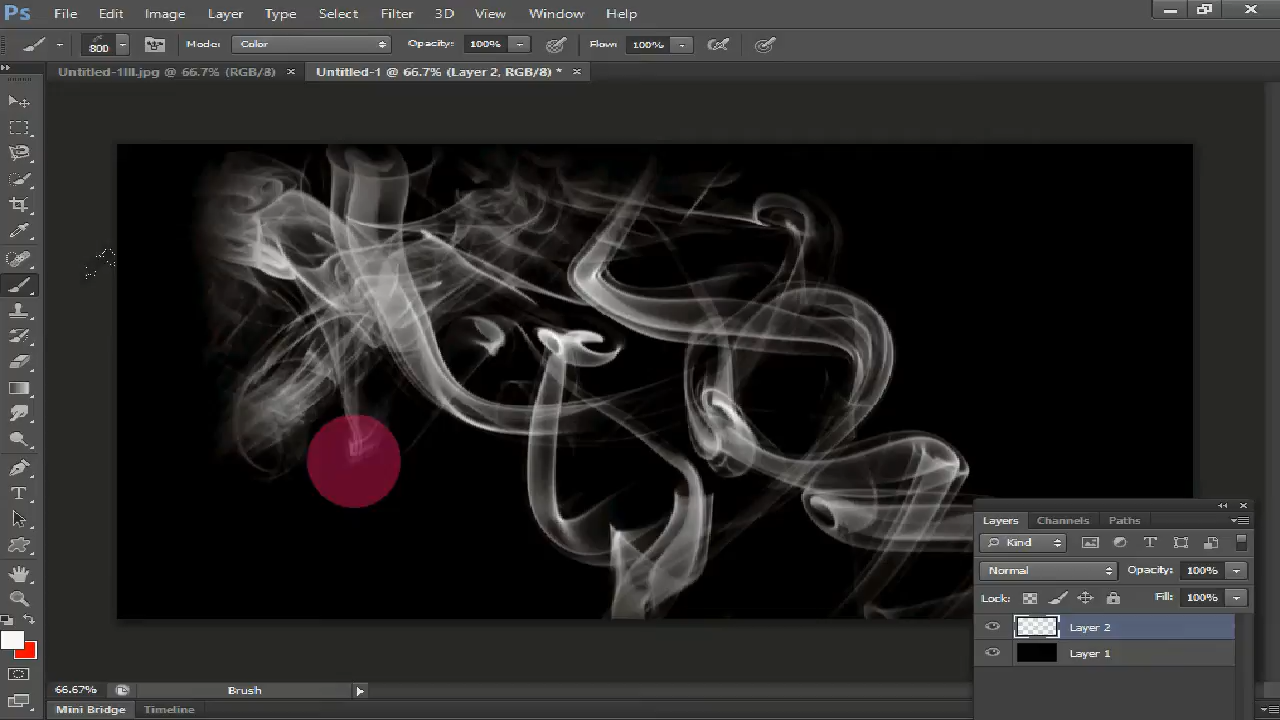 Ps File Edit Image Layer Type Select Filter 3D View Window Help
800 Mode: Color Opacity: 100% Flow: 100%
Untitled-1lll.jpg @ 66.7% (RGB/8) × Untitled-1 @ 66.7% (Layer 2, RGB/8) * ×
Layers Channels Paths
Kind
Normal Opacity: 100%
Lock: Fill: 100%
Layer 2
Layer 1
66.67% Brush
Mini Bridge Timeline